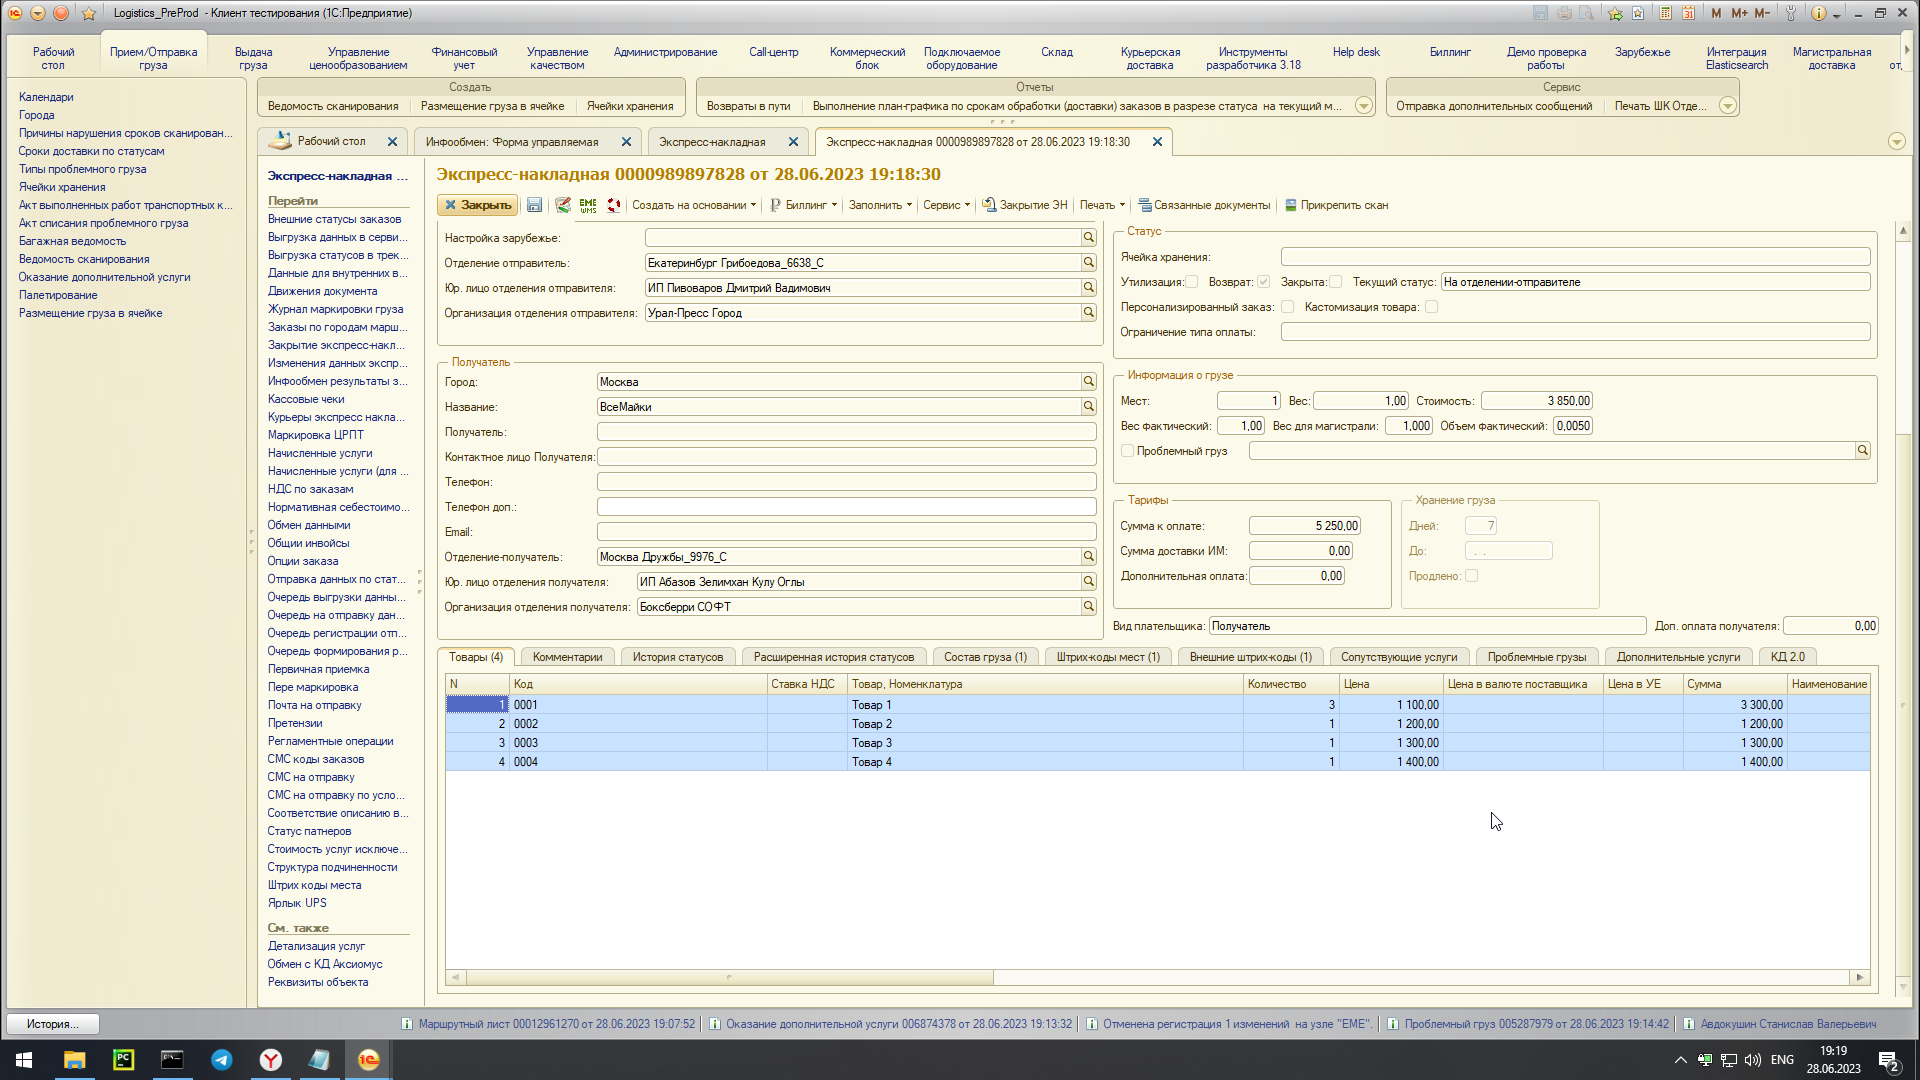 Logistics_PreProd - Клиент тестирования (1С:Предприятие)
M M+ M-
Рабочий стол
Прием/Отправка груза
Выдача груза
Управление ценообразованием
Финансовый учет
Управление качеством
Администрирование
Call-центр
Коммерческий блок
Подключаемое оборудование
Склад
Курьерская доставка
Инструменты разработчика 3.18
Help desk
Биллинг
Демо проверка работы
Зарубежье
Интеграция Elasticsearch
Магистральная доставка
от,
Создать
Ведомость сканирования
Размещение груза в ячейке
Ячейки хранения
Отчеты
Возвраты в пути
Выполнение план-графика по срокам обработки (доставки) заказов в разрезе статуса на текущий м...
Сервис
Отправка дополнительных сообщений
Печать ШК Отде...
Календари
Города
Причины нарушения сроков сканирован...
Сроки доставки по статусам
Типы проблемного груза
Ячейки хранения
Акт выполненных работ транспортных к...
Акт списания проблемного груза
Багажная ведомость
Ведомость сканирования
Оказание дополнительной услуги
Палетирование
Размещение груза в ячейке
Рабочий стол
Инфообмен: Форма управляемая
Экспресс-накладная
Экспресс-накладная 0000989897828 от 28.06.2023 19:18:30
Экспресс-накладная ...
Перейти
Внешние статусы заказов
Выгрузка данных в серви...
Выгрузка статусов в трек...
Данные для внутренних в...
Движения документа
Журнал маркировки груза
Заказы по городам марш...
Закрытие экспресс-накл...
Изменения данных экспр...
Инфообмен результаты з...
Кассовые чеки
Курьеры экспресс накла...
Маркировка ЦРПТ
Начисленные услуги
Начисленные услуги (для ...
НДС по заказам
Нормативная себестоимо...
Обмен данными
Общии инвойсы
Опции заказа
Отправка данных по стат...
Очередь выгрузки данны...
Очередь на отправку дан...
Очередь регистрации отп...
Очередь формирования р...
Первичная приемка
Пере маркировка
Почта на отправку
Претензии
Регламентные операции
СМС коды заказов
СМС на отправку
СМС на отправку по усло...
Соответствие описанию в...
Статус патнеров
Стоимость услуг исключе...
Структура подчиненности
Штрих коды места
Ярлык UPS
См. также
Детализация услуг
Обмен с КД Аксиомус
Реквизиты объекта
Экспресс-накладная 0000989897828 от 28.06.2023 19:18:30
Закрыть
EME WMS
Создать на основании
Биллинг
Заполнить
Сервис
Закрытие ЭН
Печать
Связанные документы
Прикрепить скан
Настройка зарубежье:
Отделение отправитель: Екатеринбург Грибоедова_6638_С
Юр. лицо отделения отправителя: ИП Пивоваров Дмитрий Вадимович
Организация отделения отправителя: Урал-Пресс Город
Получатель
Город: Москва
Название: ВсеМайки
Получатель:
Контактное лицо Получателя:
Телефон:
Телефон доп.:
Email:
Отделение-получатель: Москва Дружбы_9976_С
Юр. лицо отделения получателя: ИП Абазов Зелимхан Кулу Оглы
Организация отделения получателя: Боксберри СОФТ
Статус
Ячейка хранения:
Утилизация: Возврат: Закрыта: Текущий статус: На отделении-отправителе
Персонализированный заказ: Кастомизация товара:
Ограничение типа оплаты:
Информация о грузе
Мест: 1 Вес: 1,00 Стоимость: 3 850,00
Вес фактический: 1,00 Вес для магистрали: 1,000 Объем фактический: 0,0050
Проблемный груз
Тарифы
Сумма к оплате: 5 250,00
Сумма доставки ИМ: 0,00
Дополнительная оплата: 0,00
Хранение груза
Дней: 7
До: . .
Продлено:
Вид плательщика: Получатель Доп. оплата получателя: 0,00
Товары (4)
Комментарии
История статусов
Расширенная история статусов
Состав груза (1)
Штрих-коды мест (1)
Внешние штрих-коды (1)
Сопутствующие услуги
Проблемные грузы
Дополнительные услуги
КД 2.0
N Код Ставка НДС Товар, Номенклатура Количество Цена Цена в валюте поставщика Цена в УЕ Сумма Наименование
1 0001 Товар 1 3 1 100,00 3 300,00
2 0002 Товар 2 1 1 200,00 1 200,00
3 0003 Товар 3 1 1 300,00 1 300,00
4 0004 Товар 4 1 1 400,00 1 400,00
История...
Маршрутный лист 00012961270 от 28.06.2023 19:07:52
Оказание дополнительной услуги 006874378 от 28.06.2023 19:13:32
Отменена регистрация 1 изменений на узле "EME".
Проблемный груз 005287979 от 28.06.2023 19:14:42
Авдокушин Станислав Валерьевич
ENG
19:19
28.06.2023
2